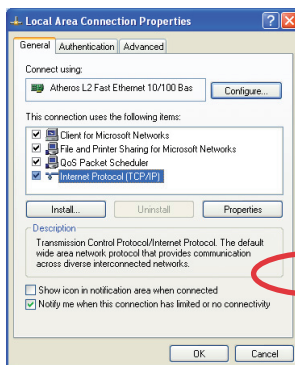 Local Area Connection Properties
General Authentication Advanced
Connect using:
Atheros L2 Fast Ethernet 10/100 Bas Configure...
This connection uses the following items:
Client for Microsoft Networks
File and Printer Sharing for Microsoft Networks
QoS Packet Scheduler
Internet Protocol (TCP/IP)
Install... Uninstall Properties
Description
Transmission Control Protocol/Internet Protocol. The default
wide area network protocol that provides communication
across diverse interconnected networks.
Show icon in notification area when connected
Notify me when this connection has limited or no connectivity
OK Cancel